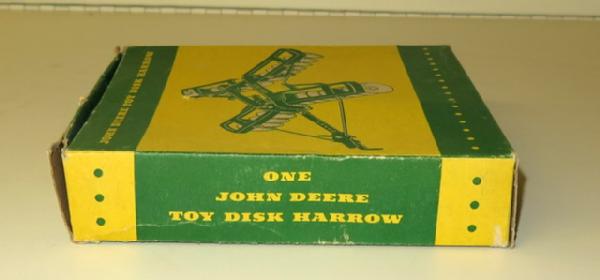 JOHN DEERE TOY DISK HARROW
ONE
JOHN DEERE
TOY DISK HARROW